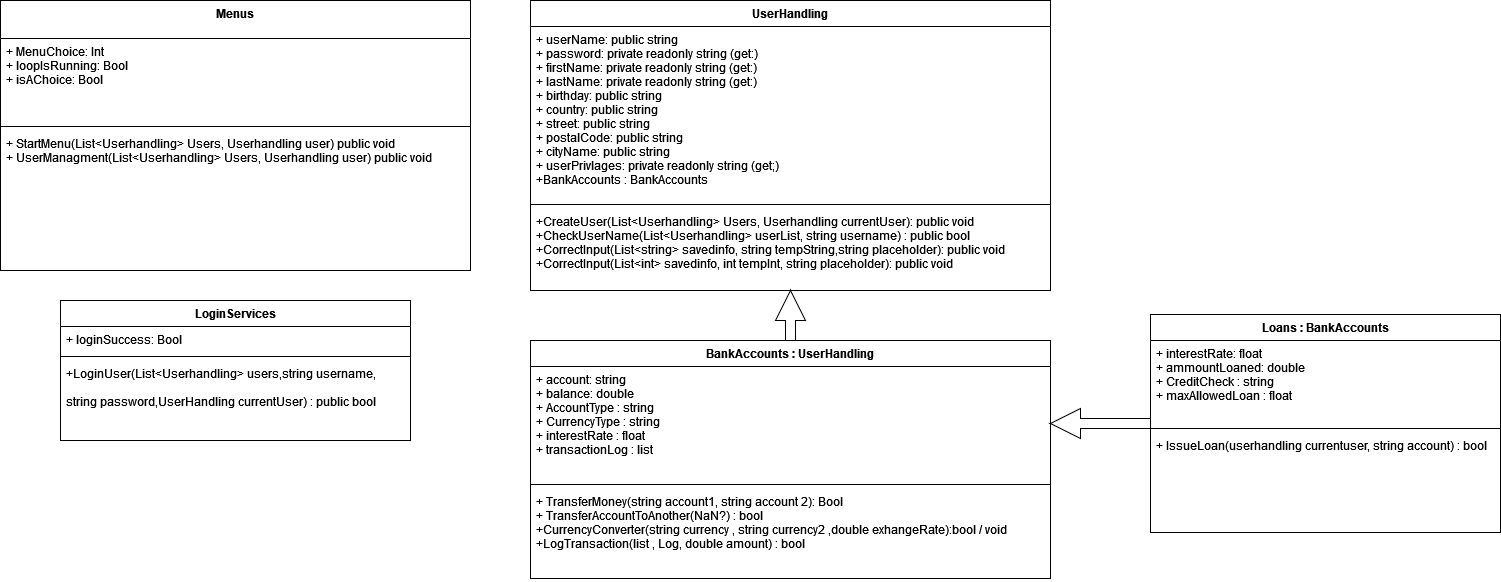 Menus
+ MenuChoice: Int
+ loopIsRunning: Bool
+ isAChoice: Bool
+ StartMenu(List<Userhandling> Users, Userhandling user) public void
+ UserManagment(List<Userhandling> Users, Userhandling user) public void
UserHandling
+ userName: public string
+ password: private readonly string (get:)
+ firstName: private readonly string (get:)
+ lastName: private readonly string (get:)
+ birthday: public string
+ country: public string
+ street: public string
+ postalCode: public string
+ cityName: public string
+ userPrivlages: private readonly string (get;)
+BankAccounts : BankAccounts
+CreateUser(List<Userhandling> Users, Userhandling currentUser): public void
+CheckUserName(List<Userhandling> userList, string username) : public bool
+CorrectInput(List<string> savedinfo, string tempString,string placeholder): public void
+CorrectInput(List<int> savedinfo, int tempInt, string placeholder): public void
LoginServices
+ loginSuccess: Bool
+LoginUser(List<Userhandling> users,string username,
string password,UserHandling currentUser) : public bool
BankAccounts : UserHandling
+ account: string
+ balance: double
+ AccountType : string
+ CurrencyType : string
+ interestRate : float
+ transactionLog : list
+ TransferMoney(string account1, string account 2): Bool
+ TransferAccountToAnother(NaN?) : bool
+CurrencyConverter(string currency , string currency2 ,double exhangeRate):bool / void
+LogTransaction(list , Log, double amount) : bool
Loans : BankAccounts
+ interestRate: float
+ ammountLoaned: double
+ CreditCheck : string
+ maxAllowedLoan : float
+ IssueLoan(userhandling currentuser, string account) : bool